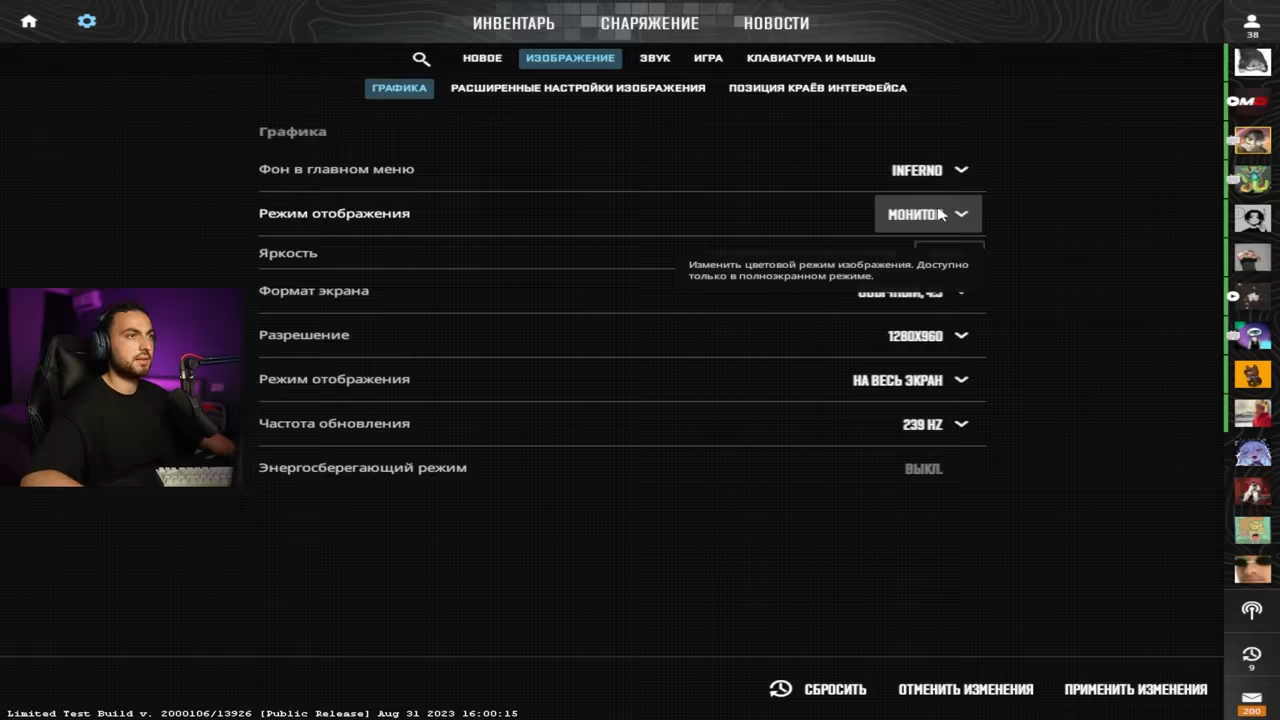 ИНВЕНТАРЬ СНАРЯЖЕНИЕ НОВОСТИ
38
НОВОЕ ИЗОБРАЖЕНИЕ ЗВУК ИГРА КЛАВИАТУРА И МЫШЬ
ГРАФИКА РАСШИРЕННЫЕ НАСТРОЙКИ ИЗОБРАЖЕНИЯ ПОЗИЦИЯ КРАЁВ ИНТЕРФЕЙСА
Графика
Фон в главном меню INFERNO
Режим отображения
Яркость
Изменить цветовой режим изображения. Доступно
только в полноэкранном режиме.
Формат экрана
Разрешение 1280X960
Режим отображения НА ВЕСЬ ЭКРАН
Частота обновления 239 HZ
Энергосберегающий режим ВЫКЛ.
9
СБРОСИТЬ ОТМЕНИТЬ ИЗМЕНЕНИЯ ПРИМЕНИТЬ ИЗМЕНЕНИЯ
200
Limited Test Build v. 2000106/13926 [Public Release] Aug 31 2023 16:00:15